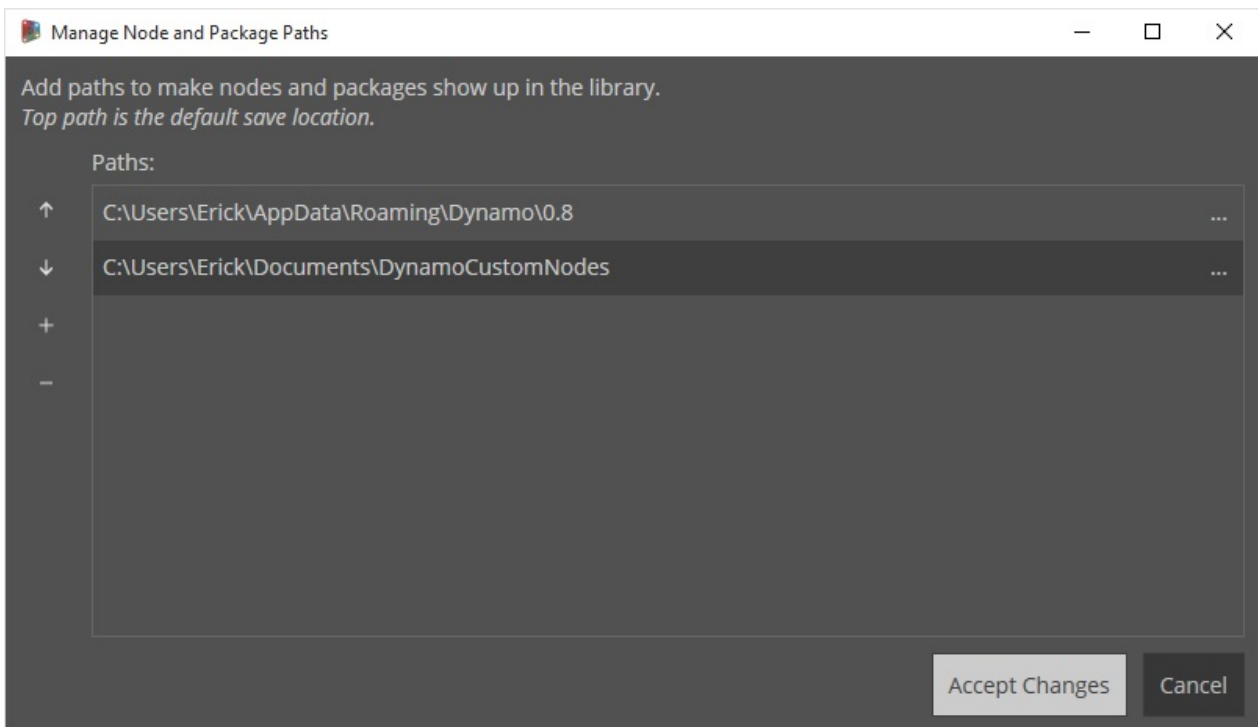 Manage Node and Package Paths
Add paths to make nodes and packages show up in the library.
Top path is the default save location.
Paths:
C:\Users\Erick\AppData\Roaming\Dynamo\0.8 ...
C:\Users\Erick\Documents\DynamoCustomNodes ...
Accept Changes Cancel